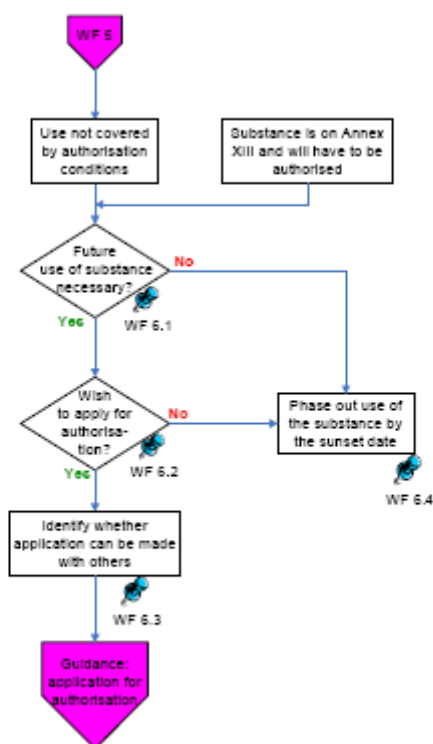 WF 5
Use not covered
by authorisation
conditions
Substance is on Annex
XIII and will have to be
authorised
Future
use of substance
necessary?
No
Yes
WF 6.1
Wish
to apply for
authorisa-
tion?
No
Yes
WF 6.2
Phase out use of
the substance by
the sunset date
WF 6.4
Identify whether
application can be made
with others
WF 6.3
Guidance:
application for
authorisation